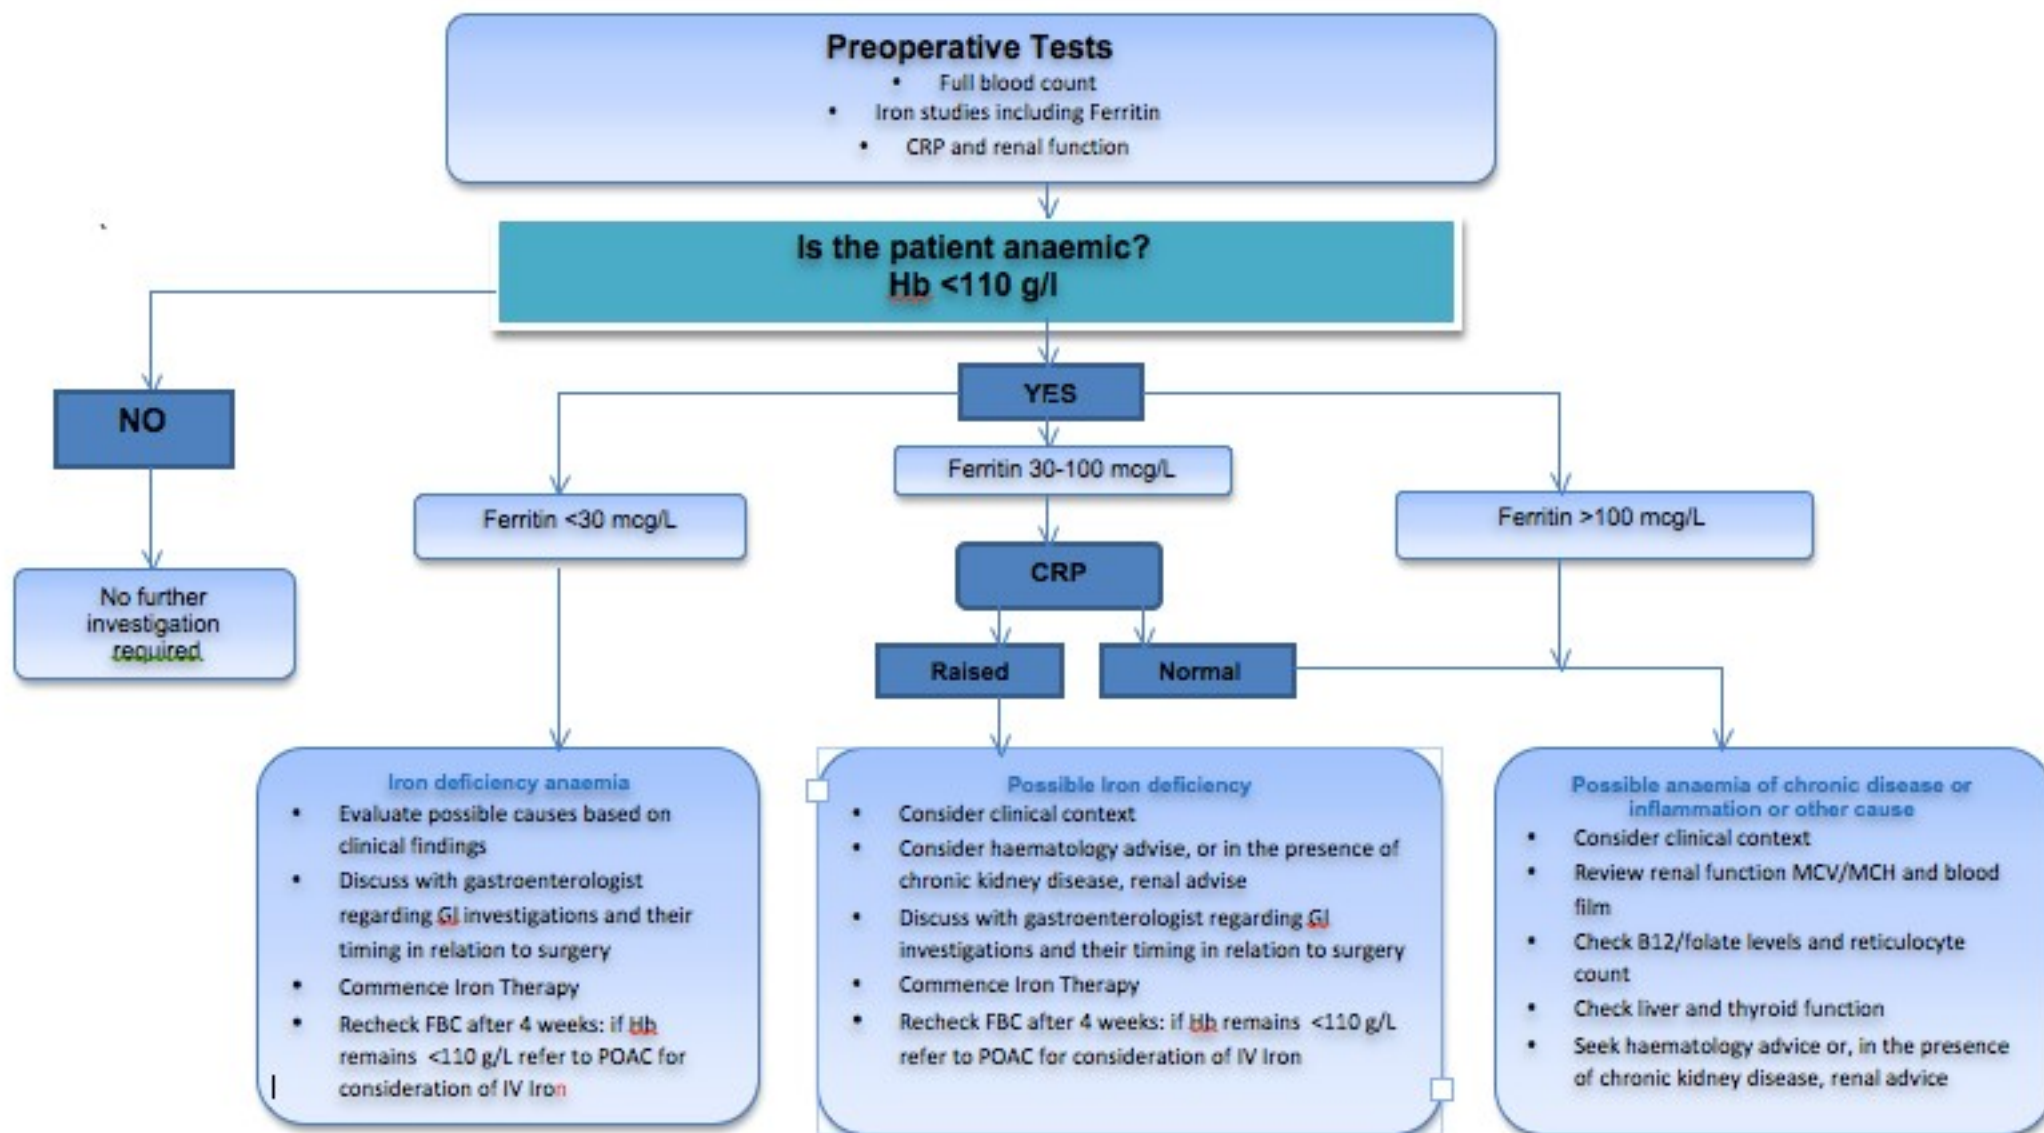 Preoperative Tests
• Full blood count
• Iron studies including Ferritin
• CRP and renal function
Is the patient anaemic?
Hb <110 g/l
NO
YES
Ferritin <30 mcg/L
Ferritin 30-100 mcg/L
Ferritin >100 mcg/L
No further
investigation
required
CRP
Raised
Normal
Iron deficiency anaemia
• Evaluate possible causes based on
clinical findings
• Discuss with gastroenterologist
regarding GI investigations and their
timing in relation to surgery
• Commence Iron Therapy
• Recheck FBC after 4 weeks: if Hb
remains <110 g/L refer to POAC for
consideration of IV Iron
Possible Iron deficiency
• Consider clinical context
• Consider haematology advise, or in the presence of
chronic kidney disease, renal advise
• Discuss with gastroenterologist regarding GI
investigations and their timing in relation to surgery
• Commence Iron Therapy
• Recheck FBC after 4 weeks: if Hb remains <110 g/L
refer to POAC for consideration of IV Iron
Possible anaemia of chronic disease or
inflammation or other cause
• Consider clinical context
• Review renal function MCV/MCH and blood
film
• Check B12/folate levels and reticulocyte
count
• Check liver and thyroid function
• Seek haematology advice or, in the presence
of chronic kidney disease, renal advice